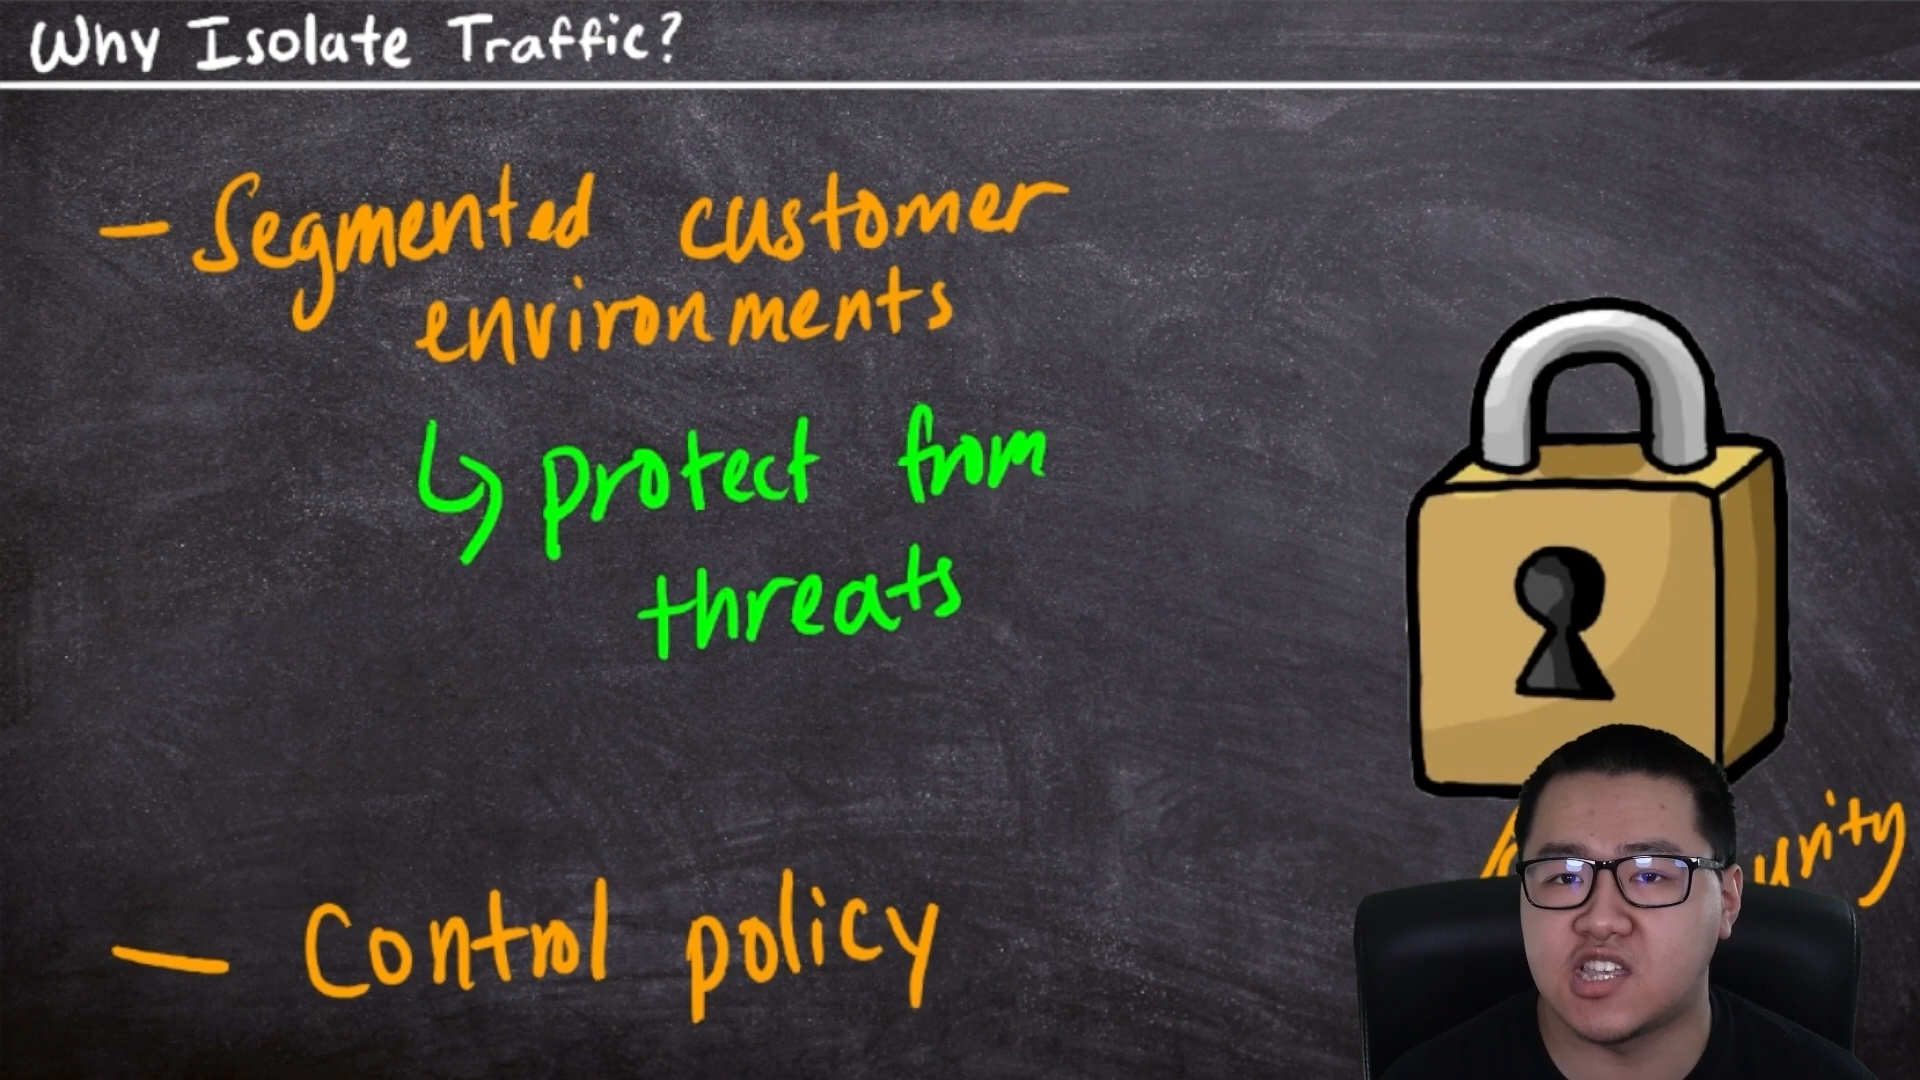 Why Isolate Traffic?
- Segmented customer
environments
↳ protect from
threats
- Control policy